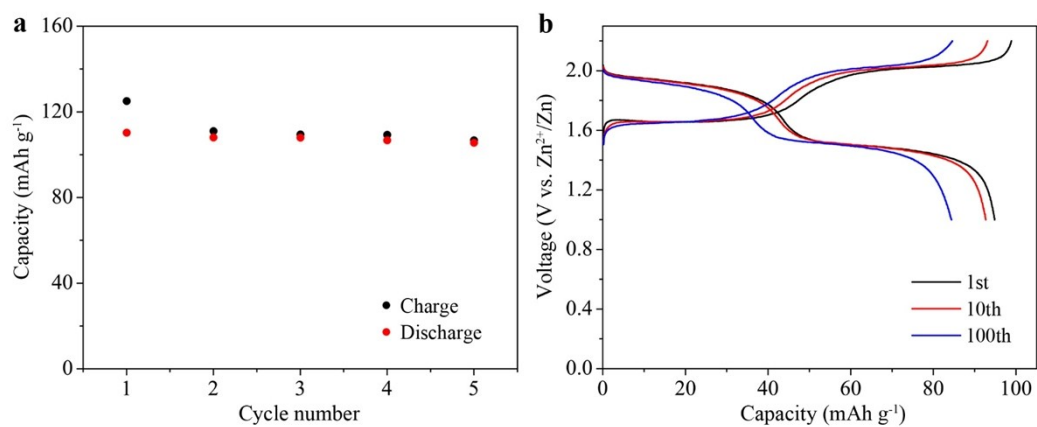 a
160
120
80
40
0
Capacity (mAh g⁻¹)
Charge
Discharge
1 2 3 4 5
Cycle number
b
2.0
1.6
1.2
0.8
0.4
0.0
Voltage (V vs. Zn²⁺/Zn)
1st
10th
100th
0 20 40 60 80 100
Capacity (mAh g⁻¹)